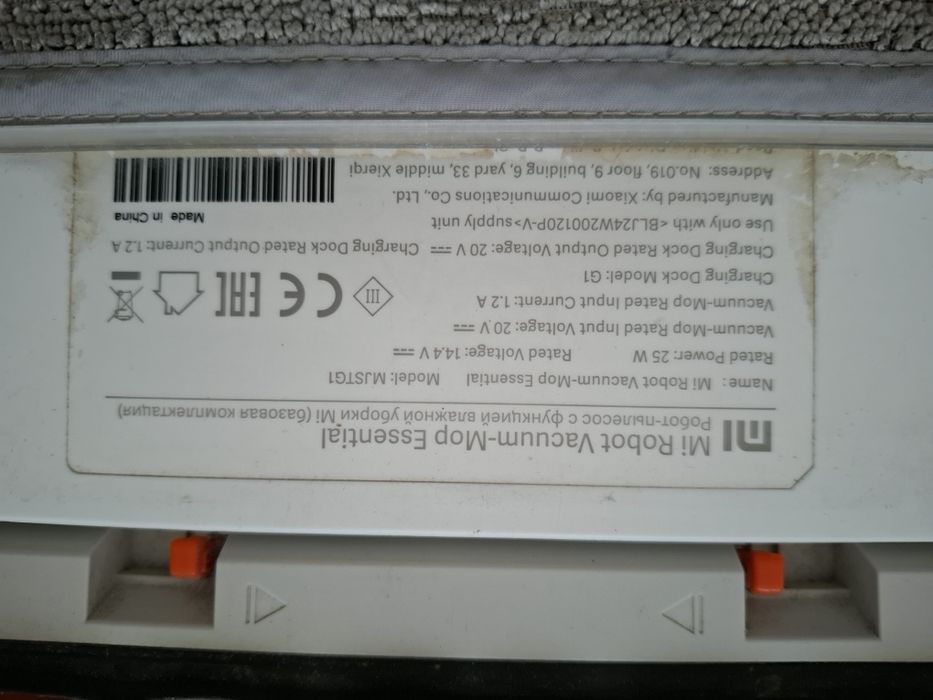 Mi Robot Vacuum-Mop Essential
Робот-пылесос с функцией влажной уборки Mi (базовая комплектация)
Name: Mi Robot Vacuum-Mop Essential Model: MJSTG1
Rated Power: 25 W Rated Voltage: 14.4 V ⎓
Vacuum-Mop Rated Input Voltage: 20 V ⎓
Vacuum-Mop Rated Input Current: 1.2 A
Charging Dock Model: G1
Charging Dock Rated Output Voltage: 20 V ⎓ Charging Dock Rated Output Current: 1.2 A
Use only with <BLJ24W200120P-V>supply unit
Manufactured by: Xiaomi Communications Co., Ltd.
Address: No.019, floor 9, building 6, yard 33, middle Xierqi
III CE EAC
Made in China